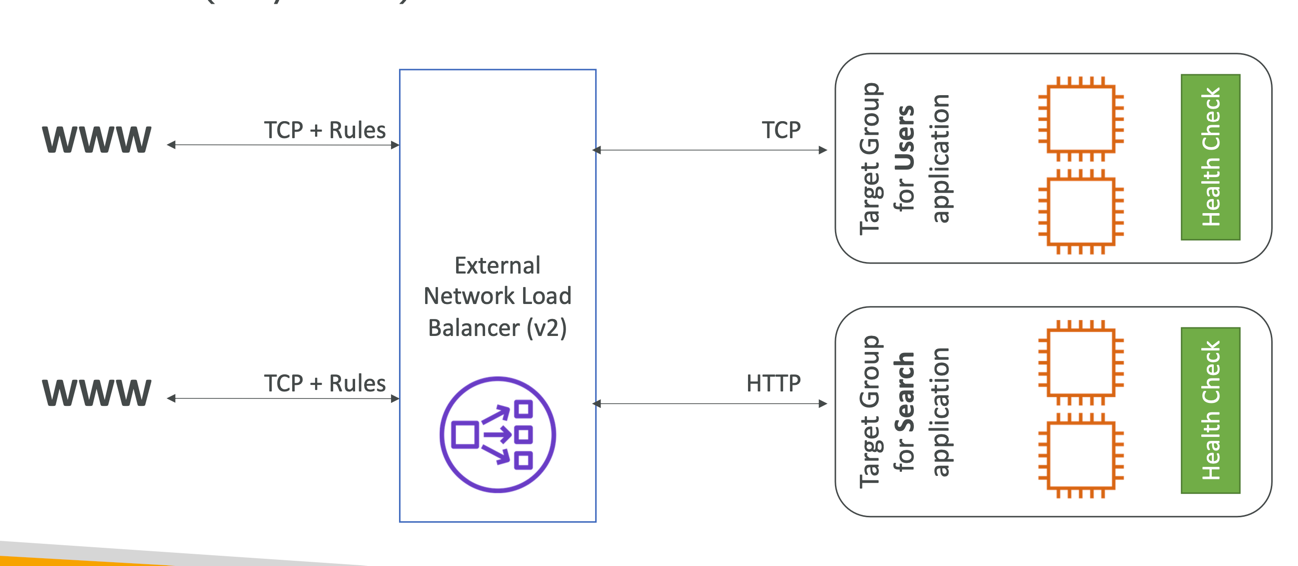 WWW
TCP + Rules
TCP
Target Group
for Users
application
Health Check
External
Network Load
Balancer (v2)
WWW
TCP + Rules
HTTP
Target Group
for Search
application
Health Check